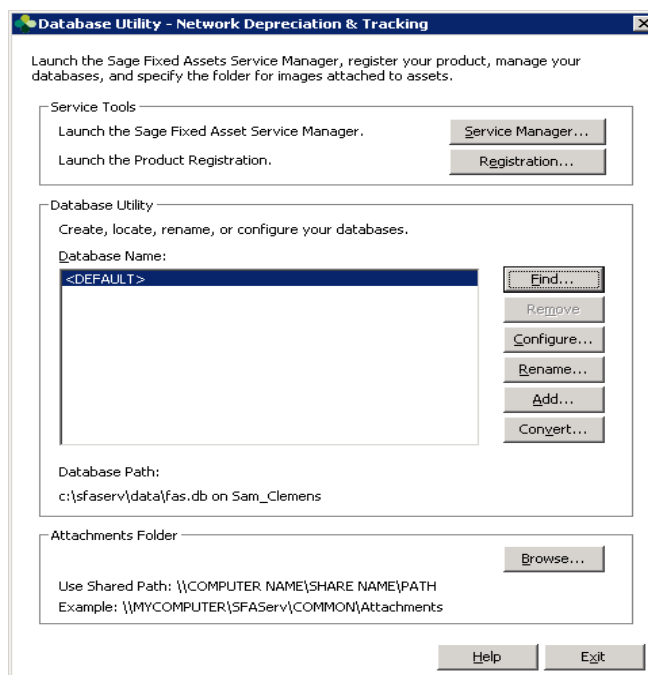 Database Utility - Network Depreciation & Tracking
Launch the Sage Fixed Assets Service Manager, register your product, manage your
databases, and specify the folder for images attached to assets.
Service Tools
Launch the Sage Fixed Asset Service Manager.
Service Manager...
Launch the Product Registration.
Registration...
Database Utility
Create, locate, rename, or configure your databases.
Database Name:
<DEFAULT>
Find...
Remove
Configure...
Rename...
Add...
Convert...
Database Path:
c:\sfaserv\data\fas.db on Sam_Clemens
Attachments Folder
Browse...
Use Shared Path: \\COMPUTER NAME\SHARE NAME\PATH
Example: \\MYCOMPUTER\SFAServ\COMMON\Attachments
Help
Exit